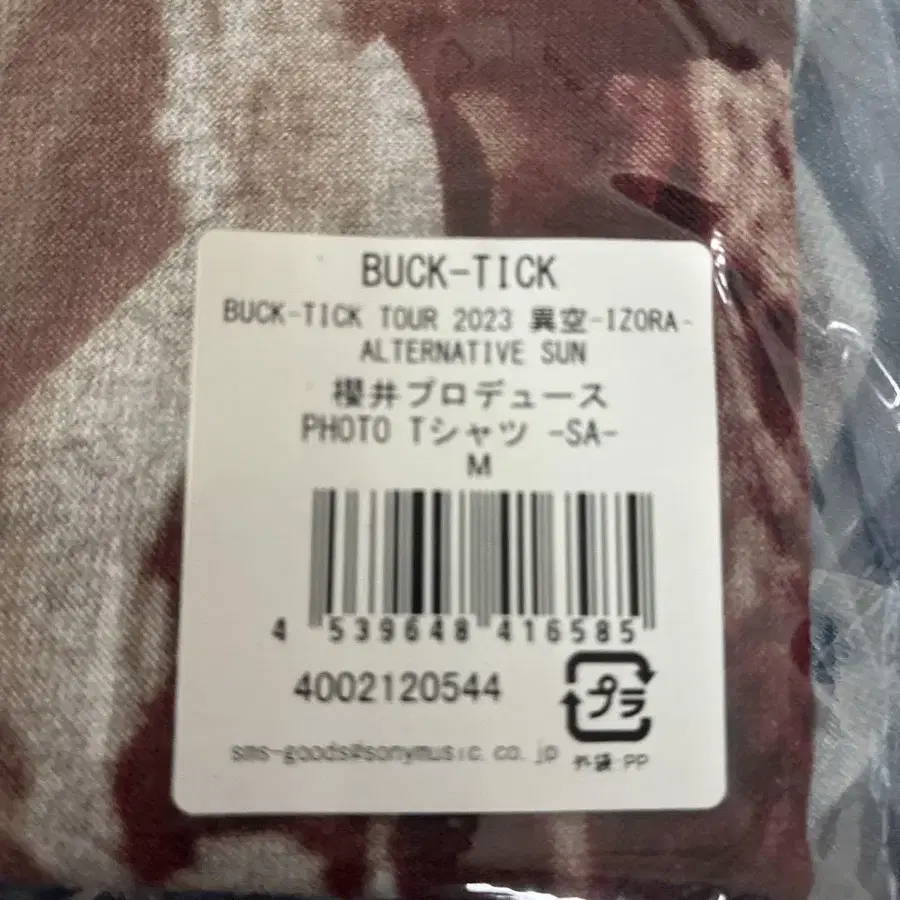 BUCK-TICK
BUCK-TICK TOUR 2023 異空-IZORA-
ALTERNATIVE SUN
櫻井プロデュース
PHOTO Tシャツ -SA-
M
4 539648 416585
4002120544
プラ
sms-goods@sonymusic.co.jp
外袋:PP